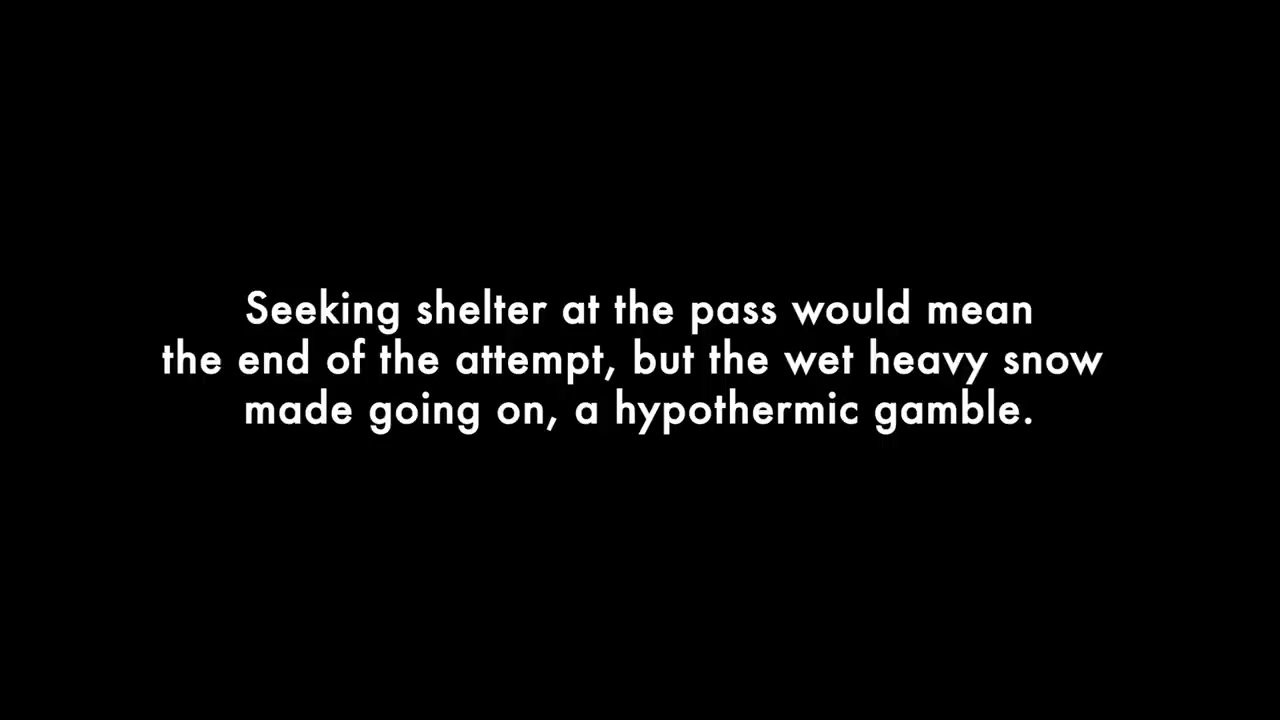 Seeking shelter at the pass would mean
the end of the attempt, but the wet heavy snow
made going on, a hypothermic gamble.